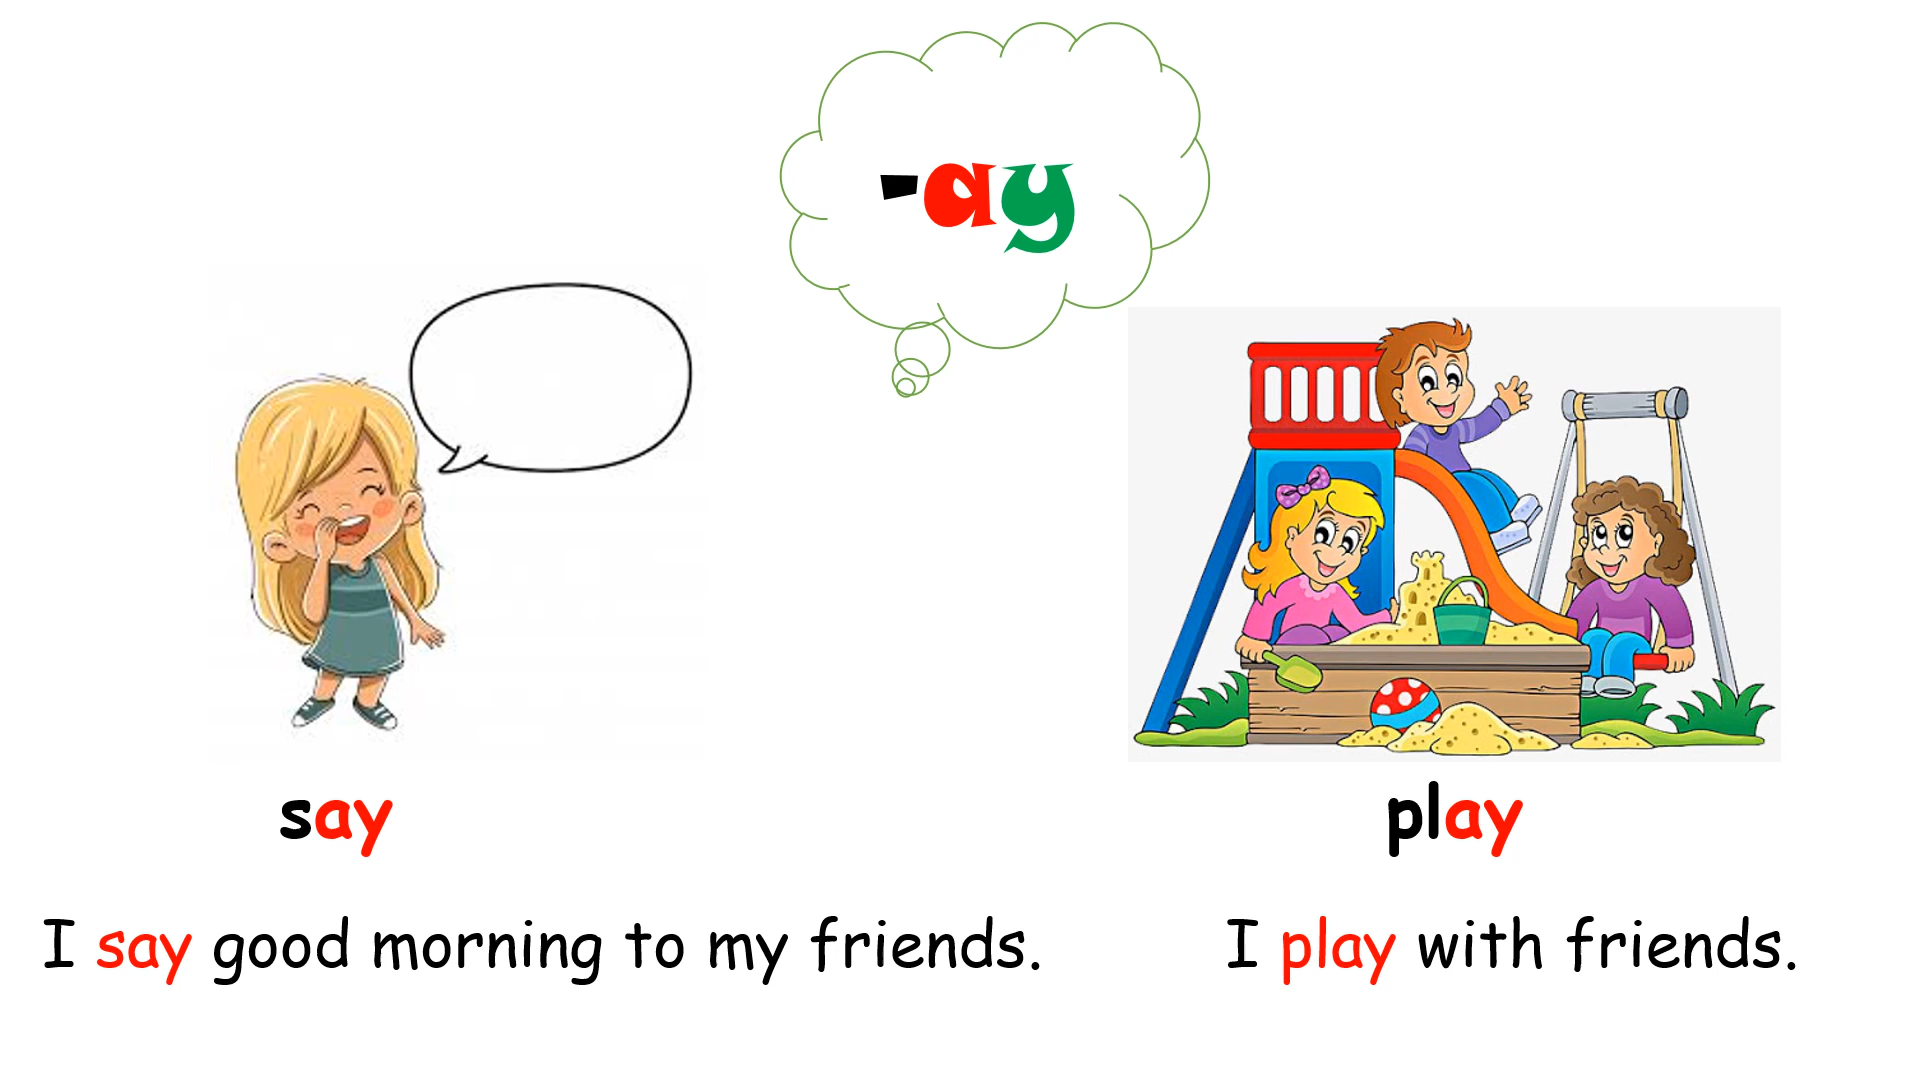 -ay
say
play
I say good morning to my friends.
I play with friends.